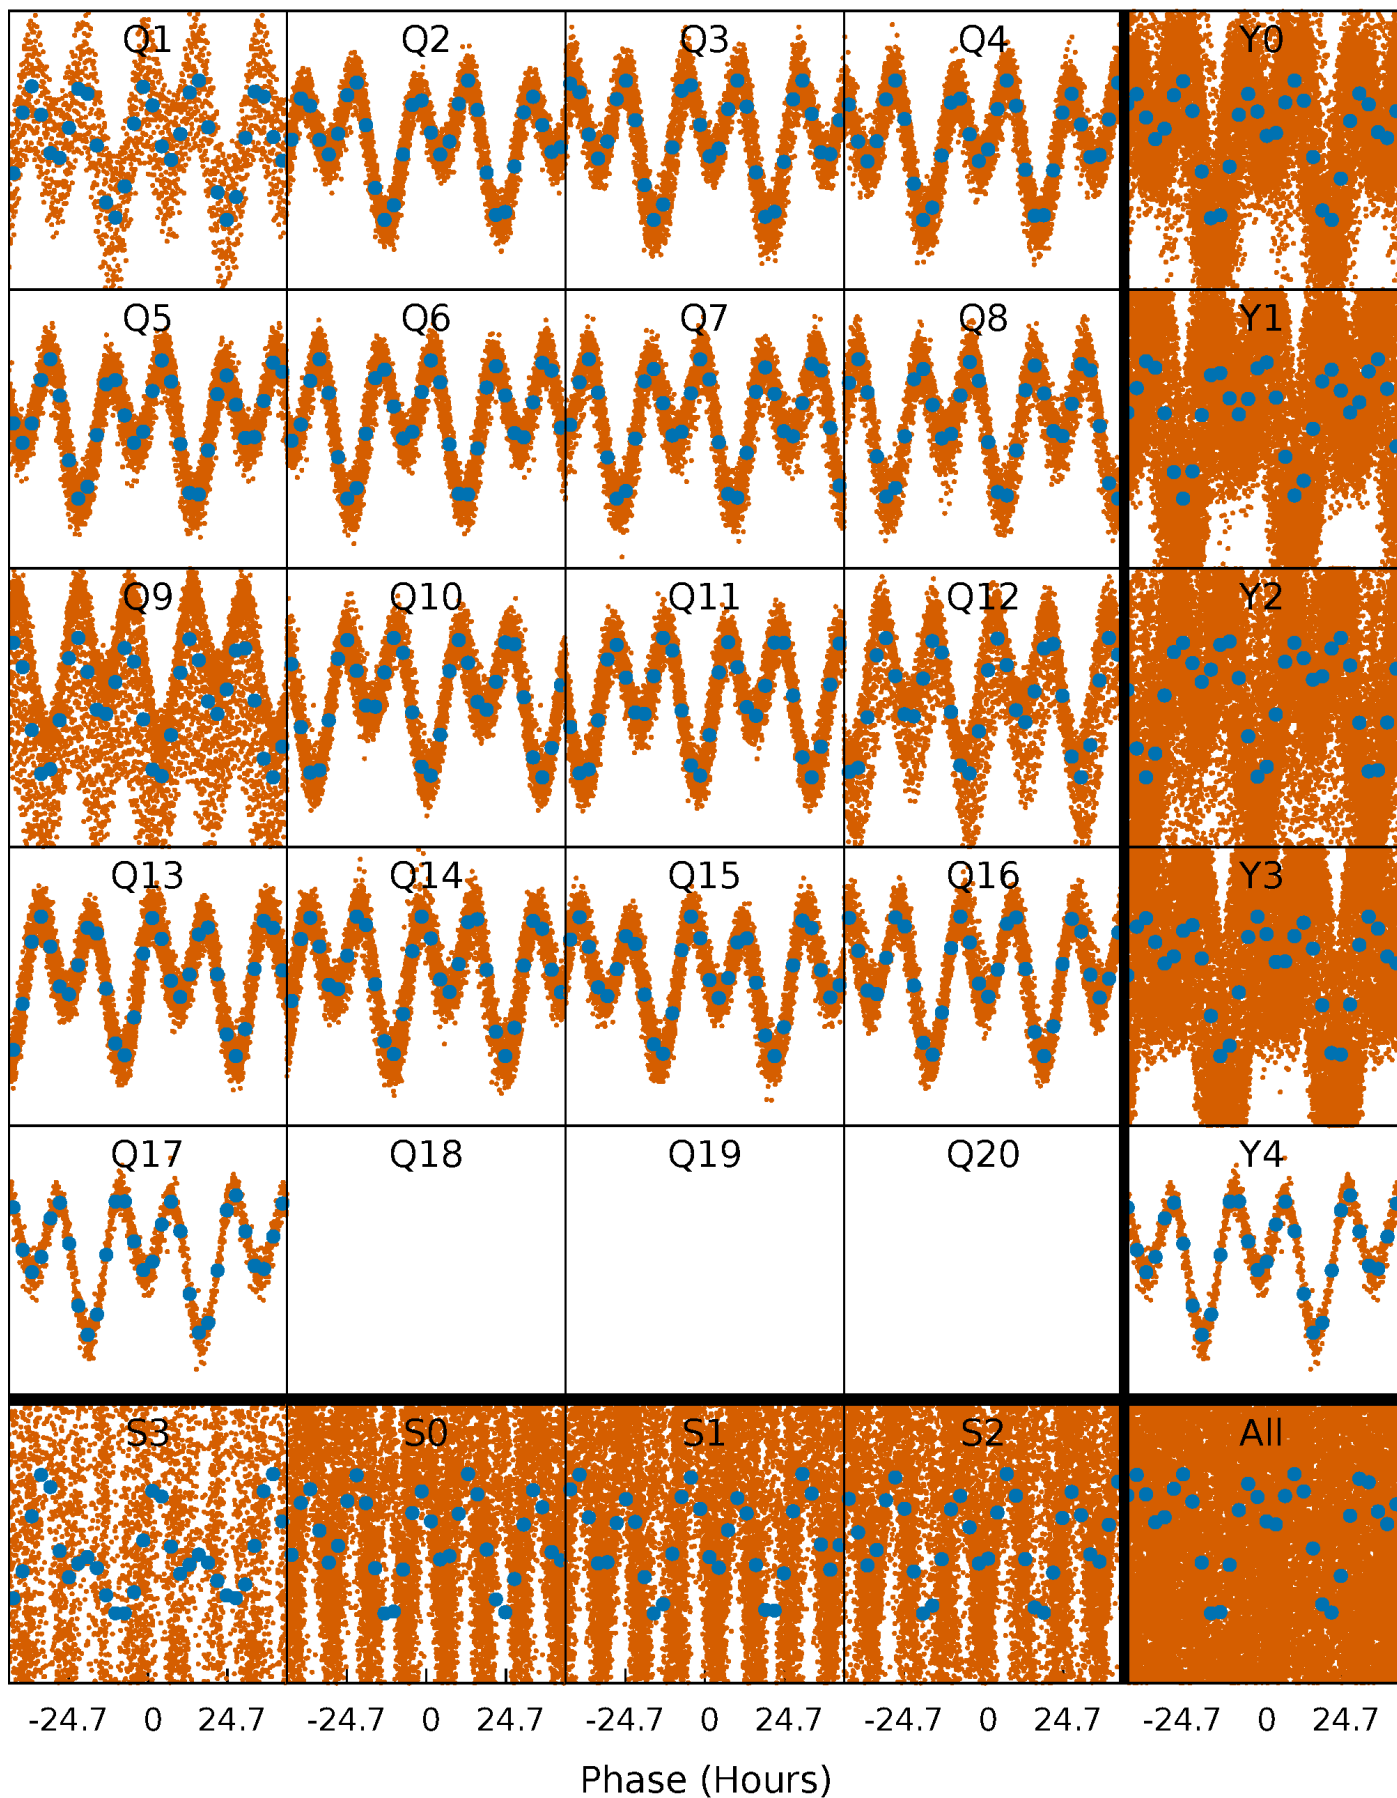 Q1 Q2 Q3 Q4 Y0
Q5 Q6 Q7 Q8 Y1
Q9 Q10 Q11 Q12 Y2
Q13 Q14 Q15 Q16 Y3
Q17 Q18 Q19 Q20 Y4
S3 S0 S1 S2 All
-24.7 0 24.7 -24.7 0 24.7 -24.7 0 24.7 -24.7 0 24.7 -24.7 0 24.7
Phase (Hours)